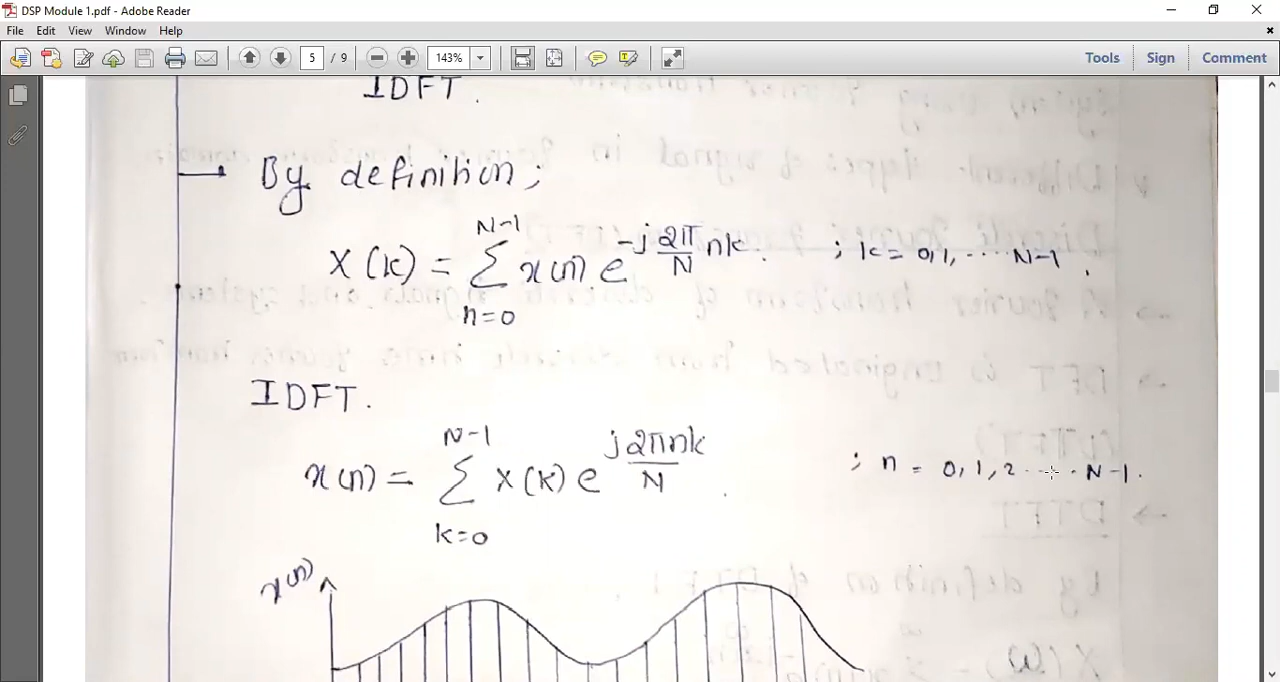 DSP Module 1.pdf - Adobe Reader
File Edit View Window Help
5 / 9 143% Tools Sign Comment
IDFT.
→ By definition;
X(k) = ∑_{n=0}^{N-1} x(n) e^{-j 2π/N nk}. ; k = 0, 1, .... N-1.
IDFT.
x(n) = ∑_{k=0}^{N-1} X(k) e^{j2πnk/N}. ; n = 0, 1, 2 ..... N-1.
x(n)